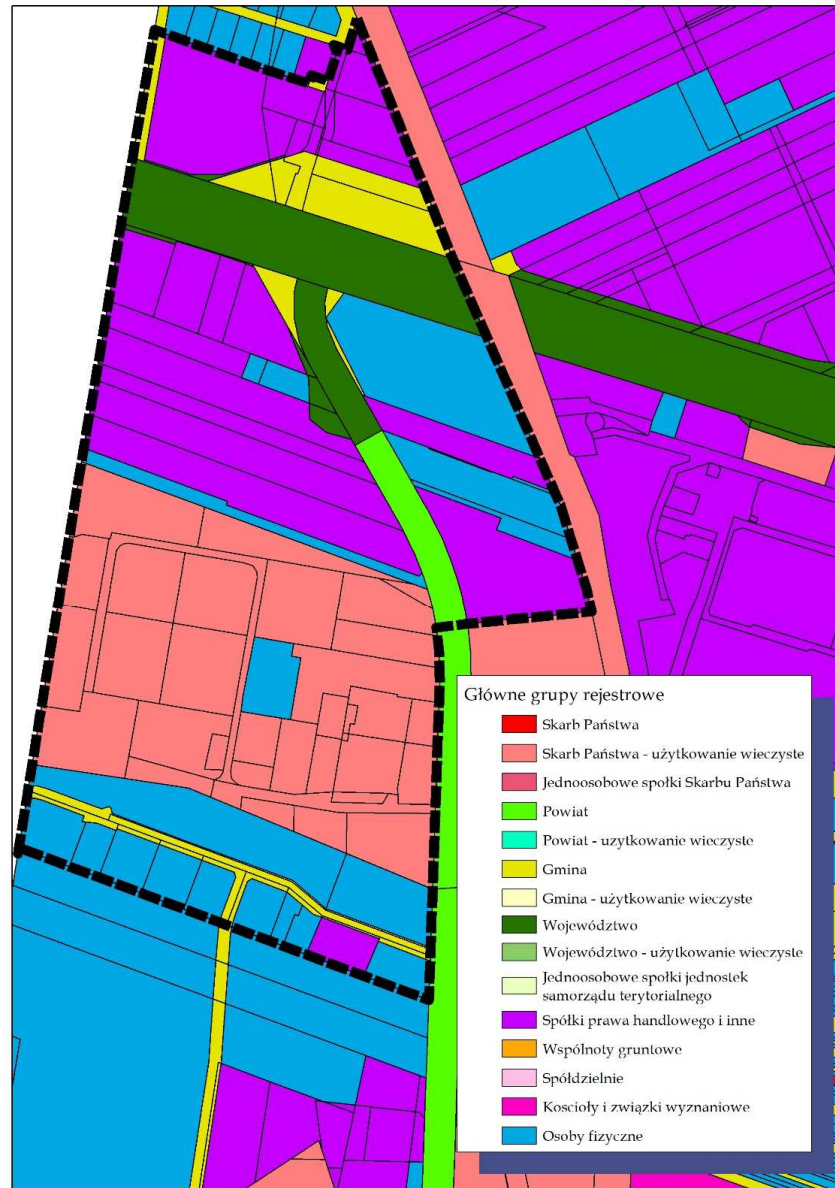 Główne grupy rejestrowe
Skarb Państwa
Skarb Państwa - użytkowanie wieczyste
Jednoosobowe spółki Skarbu Państwa
Powiat
Powiat - uzytkowanie wieczyste
Gmina
Gmina - użytkowanie wieczyste
Województwo
Województwo - użytkowanie wieczyste
Jednoosobowe spółki jednostek
samorządu terytorialnego
Spółki prawa handlowego i inne
Wspólnoty gruntowe
Spółdzielnie
Koscioły i związki wyznaniowe
Osoby fizyczne